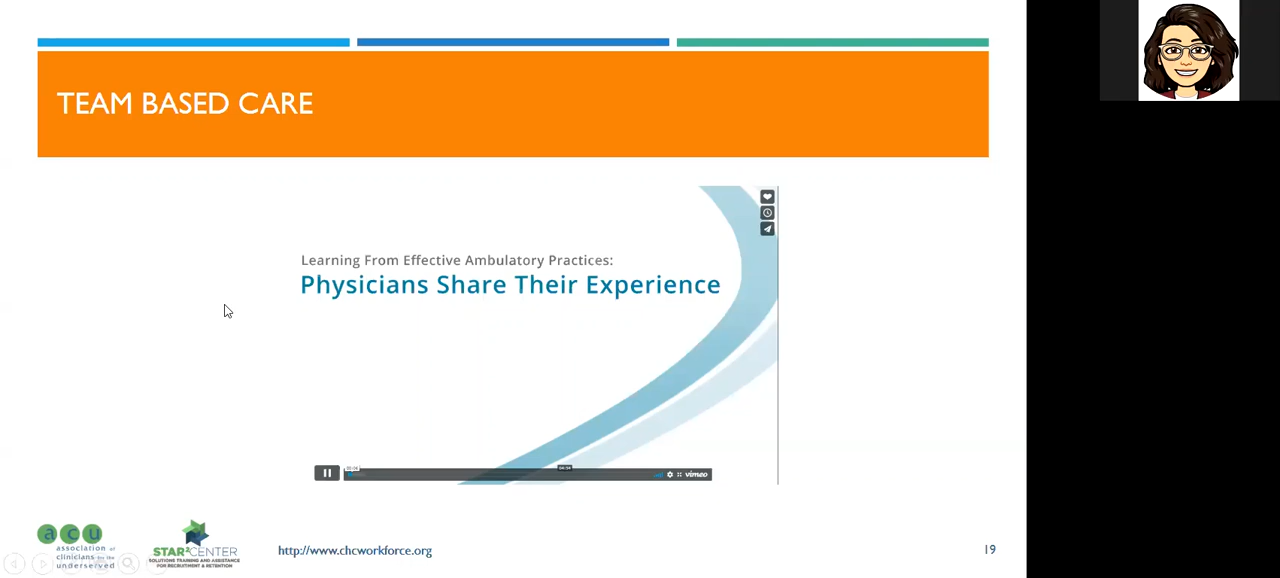 TEAM BASED CARE
Learning From Effective Ambulatory Practices:
Physicians Share Their Experience
vimeo
acu
association of
clinicians for the
underserved
STAR²CENTER
SOLUTIONS TRAINING AND ASSISTANCE
FOR RECRUITMENT & RETENTION
http://www.chcworkforce.org
19